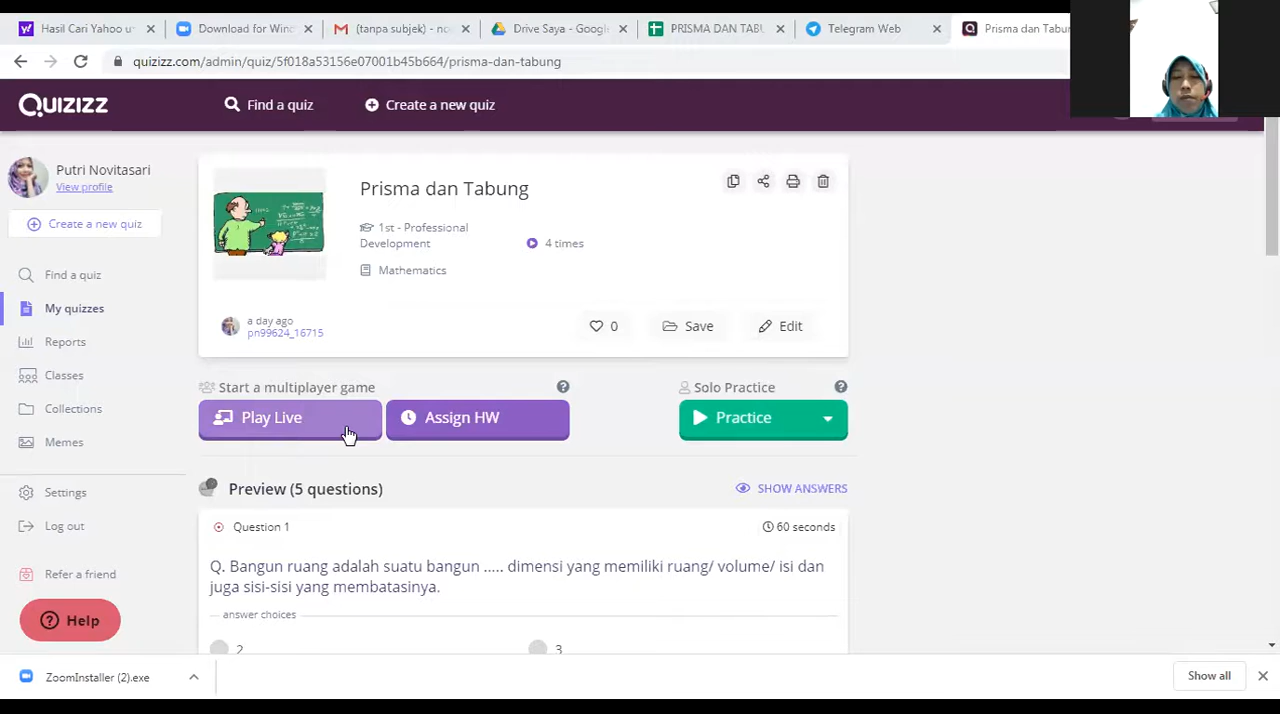 Hasil Cari Yahoo u
Download for Wind
(tanpa subjek) - no
Drive Saya - Google
PRISMA DAN TABU
Telegram Web
Prisma dan Tabun
quizizz.com/admin/quiz/5f018a53156e07001b45b664/prisma-dan-tabung
QUIZIZZ
Find a quiz
Create a new quiz
Putri Novitasari
View profile
Create a new quiz
Find a quiz
My quizzes
Reports
Classes
Collections
Memes
Settings
Log out
Refer a friend
Help
Prisma dan Tabung
1st - Professional
Development
4 times
Mathematics
a day ago
pn99624_16715
0
Save
Edit
Start a multiplayer game
Solo Practice
Play Live
Assign HW
Practice
Preview (5 questions)
SHOW ANSWERS
Question 1
60 seconds
Q. Bangun ruang adalah suatu bangun ..... dimensi yang memiliki ruang/ volume/ isi dan
juga sisi-sisi yang membatasinya.
answer choices
2
3
ZoomInstaller (2).exe
Show all